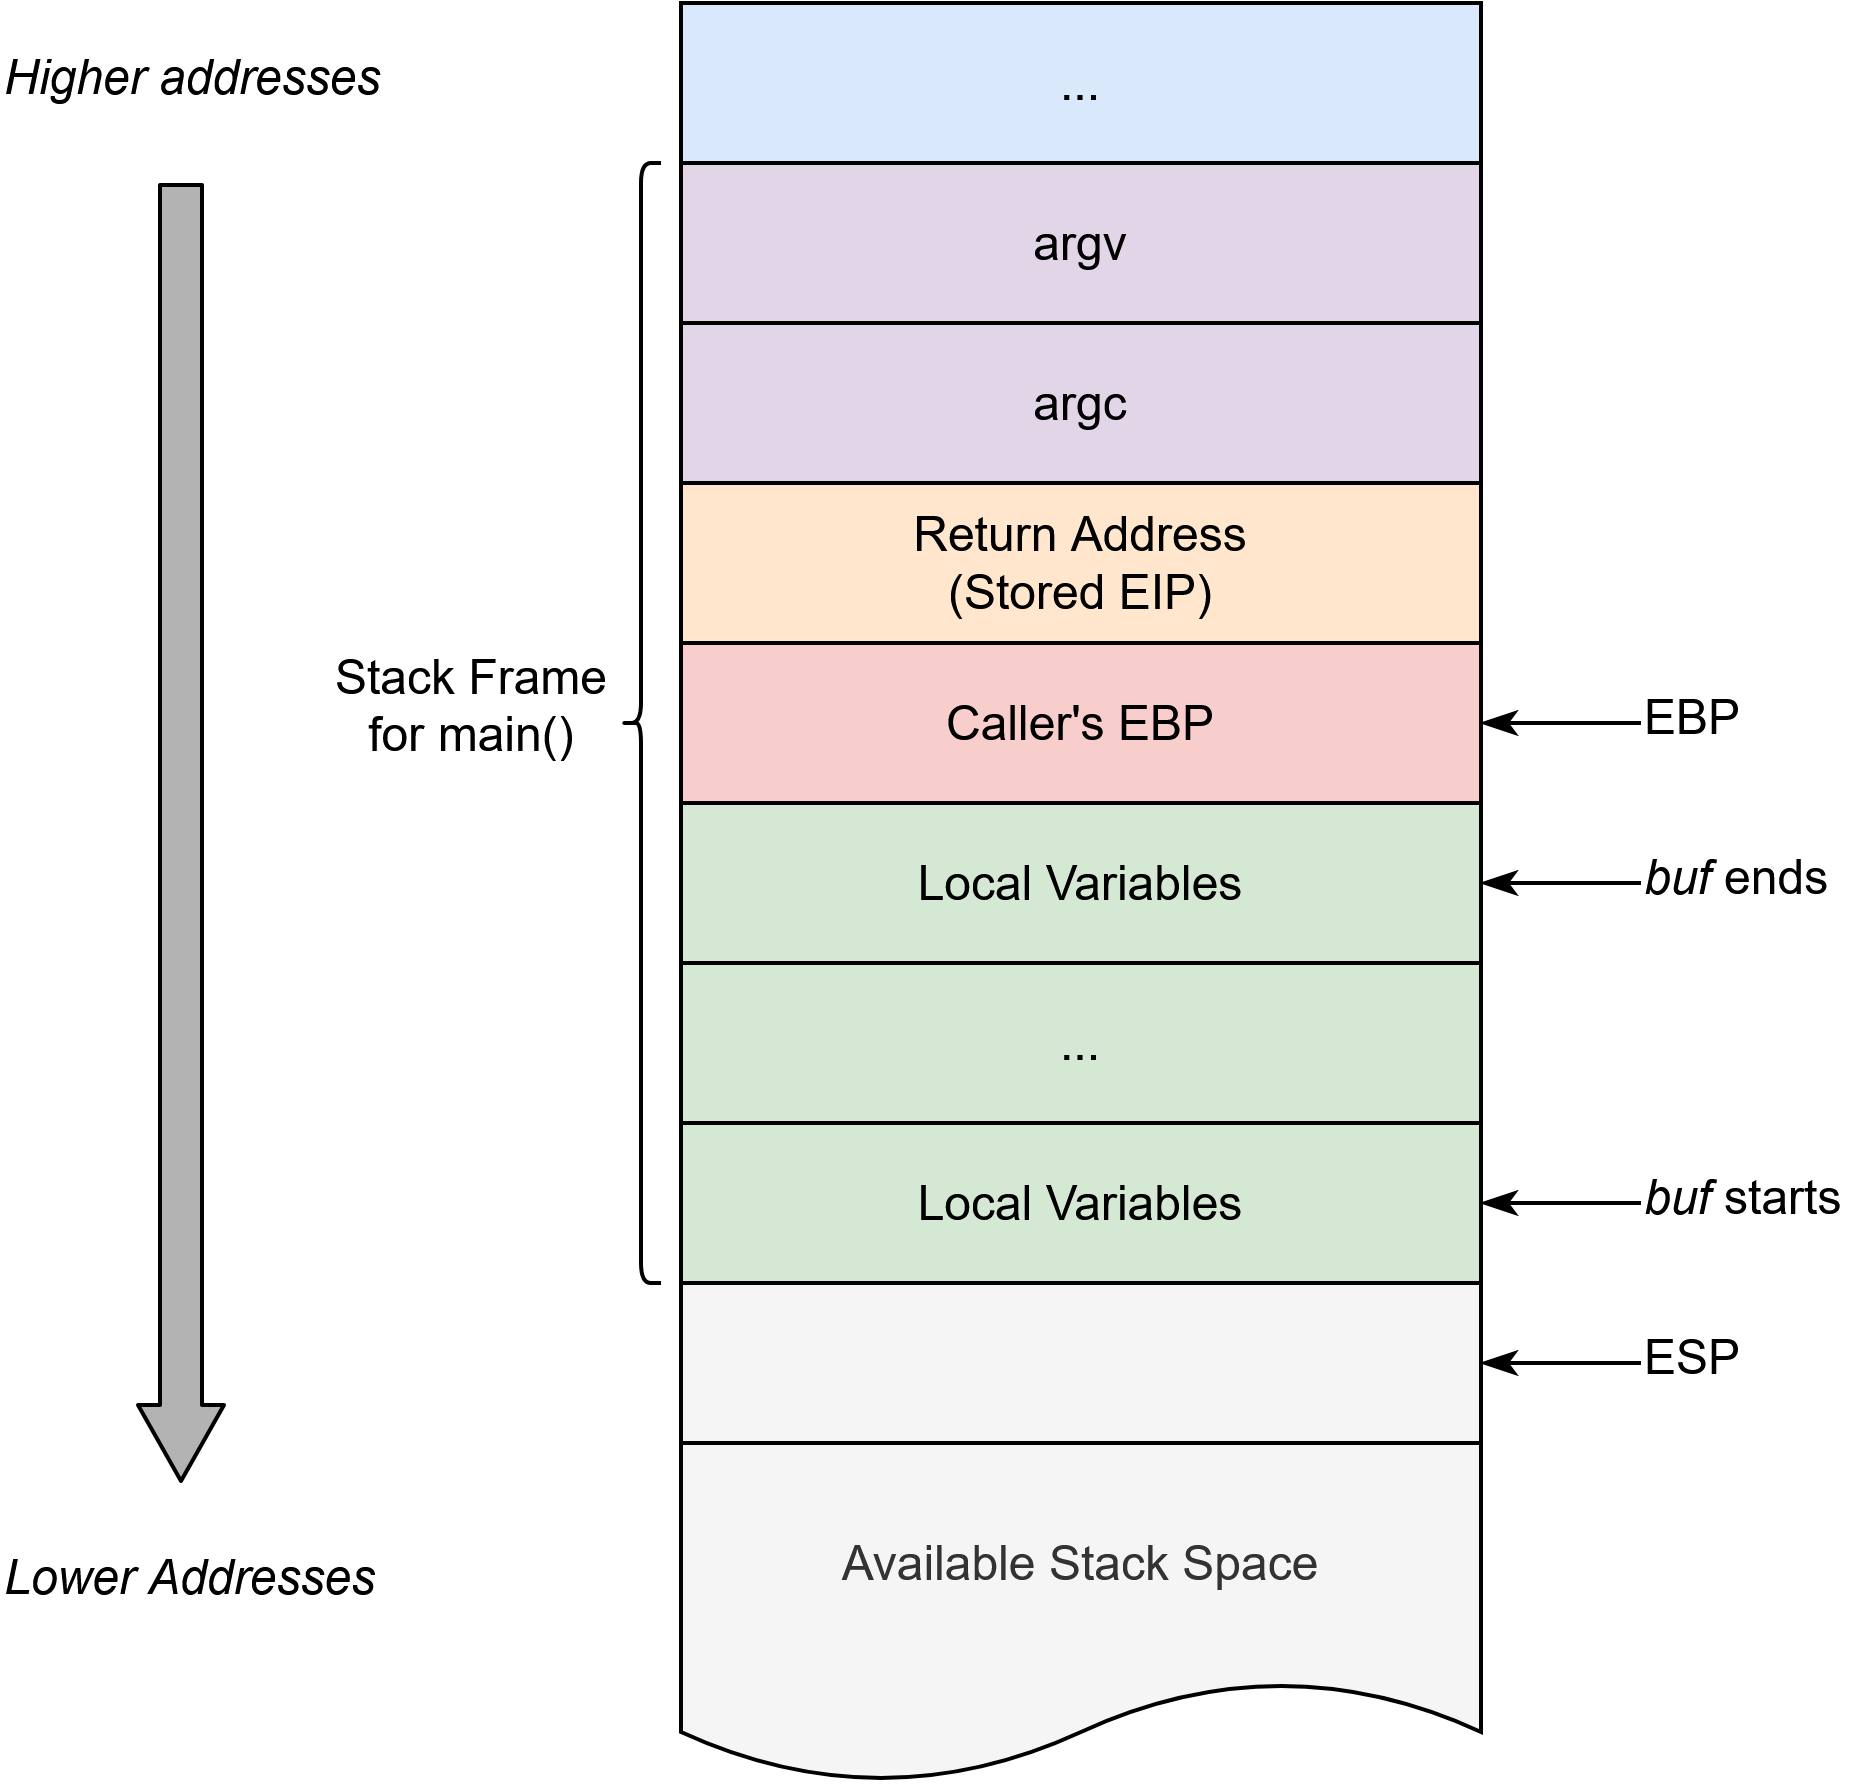 Higher addresses
...
argv
argc
Return Address
(Stored EIP)
Stack Frame
for main()
Caller's EBP
EBP
Local Variables
buf ends
...
Local Variables
buf starts
ESP
Available Stack Space
Lower Addresses